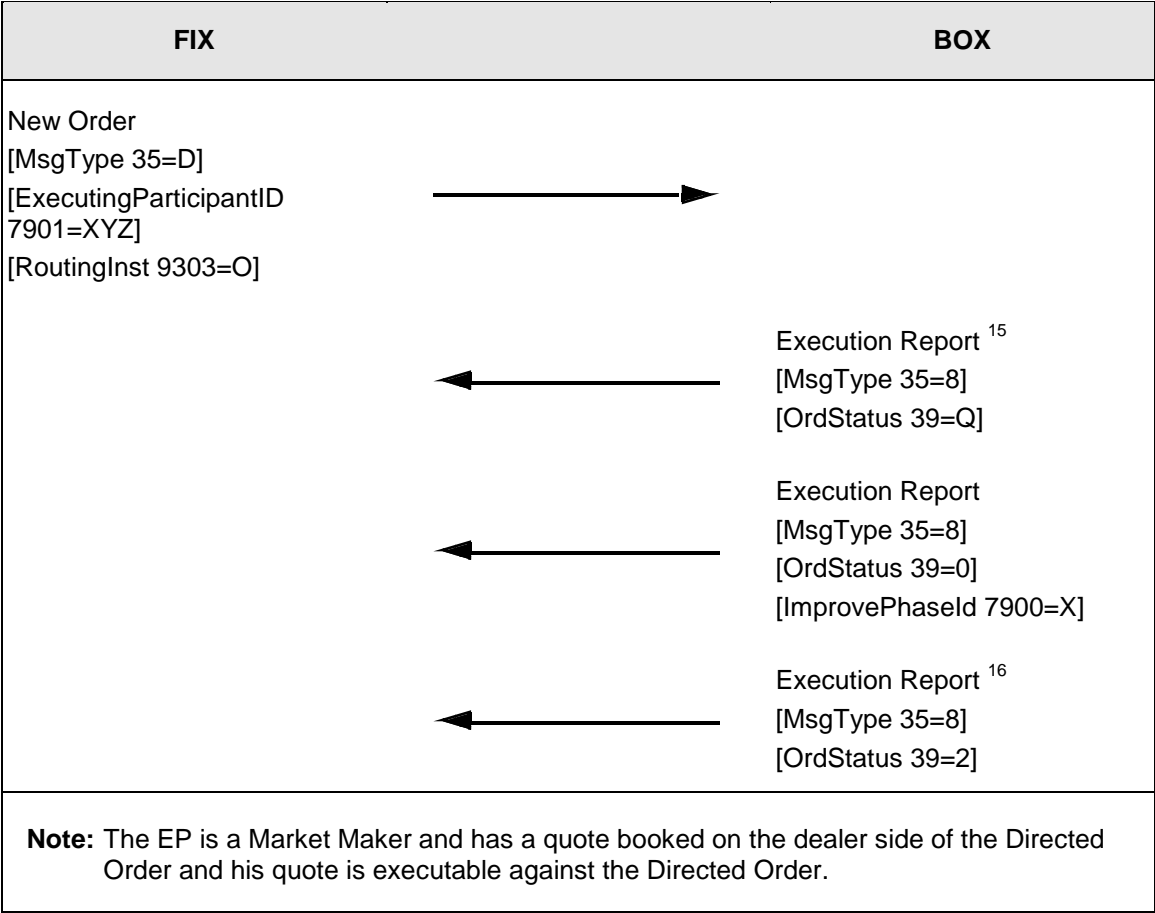 FIX
BOX
New Order
[MsgType 35=D]
[ExecutingParticipantID
7901=XYZ]
[RoutingInst 9303=O]
Execution Report 15
[MsgType 35=8]
[OrdStatus 39=Q]
Execution Report
[MsgType 35=8]
[OrdStatus 39=0]
[ImprovePhaseId 7900=X]
Execution Report 16
[MsgType 35=8]
[OrdStatus 39=2]
Note: The EP is a Market Maker and has a quote booked on the dealer side of the Directed
Order and his quote is executable against the Directed Order.